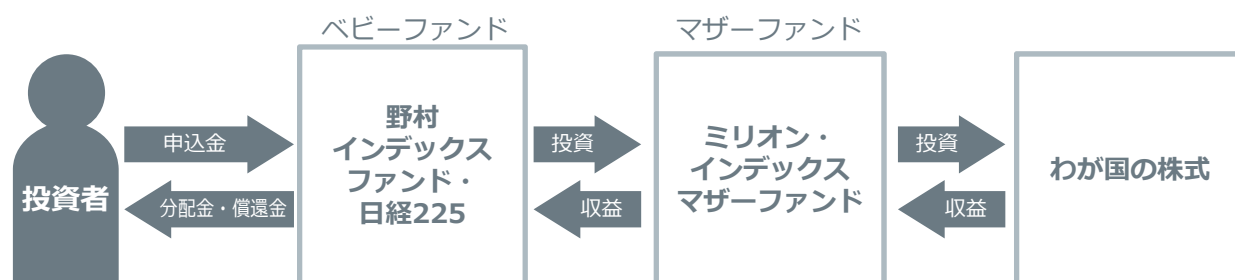 ベビーファンド
マザーファンド
投資者
申込金
分配金・償還金
野村
インデックス
ファンド・
日経225
投資
収益
ミリオン・
インデックス
マザーファンド
投資
収益
わが国の株式